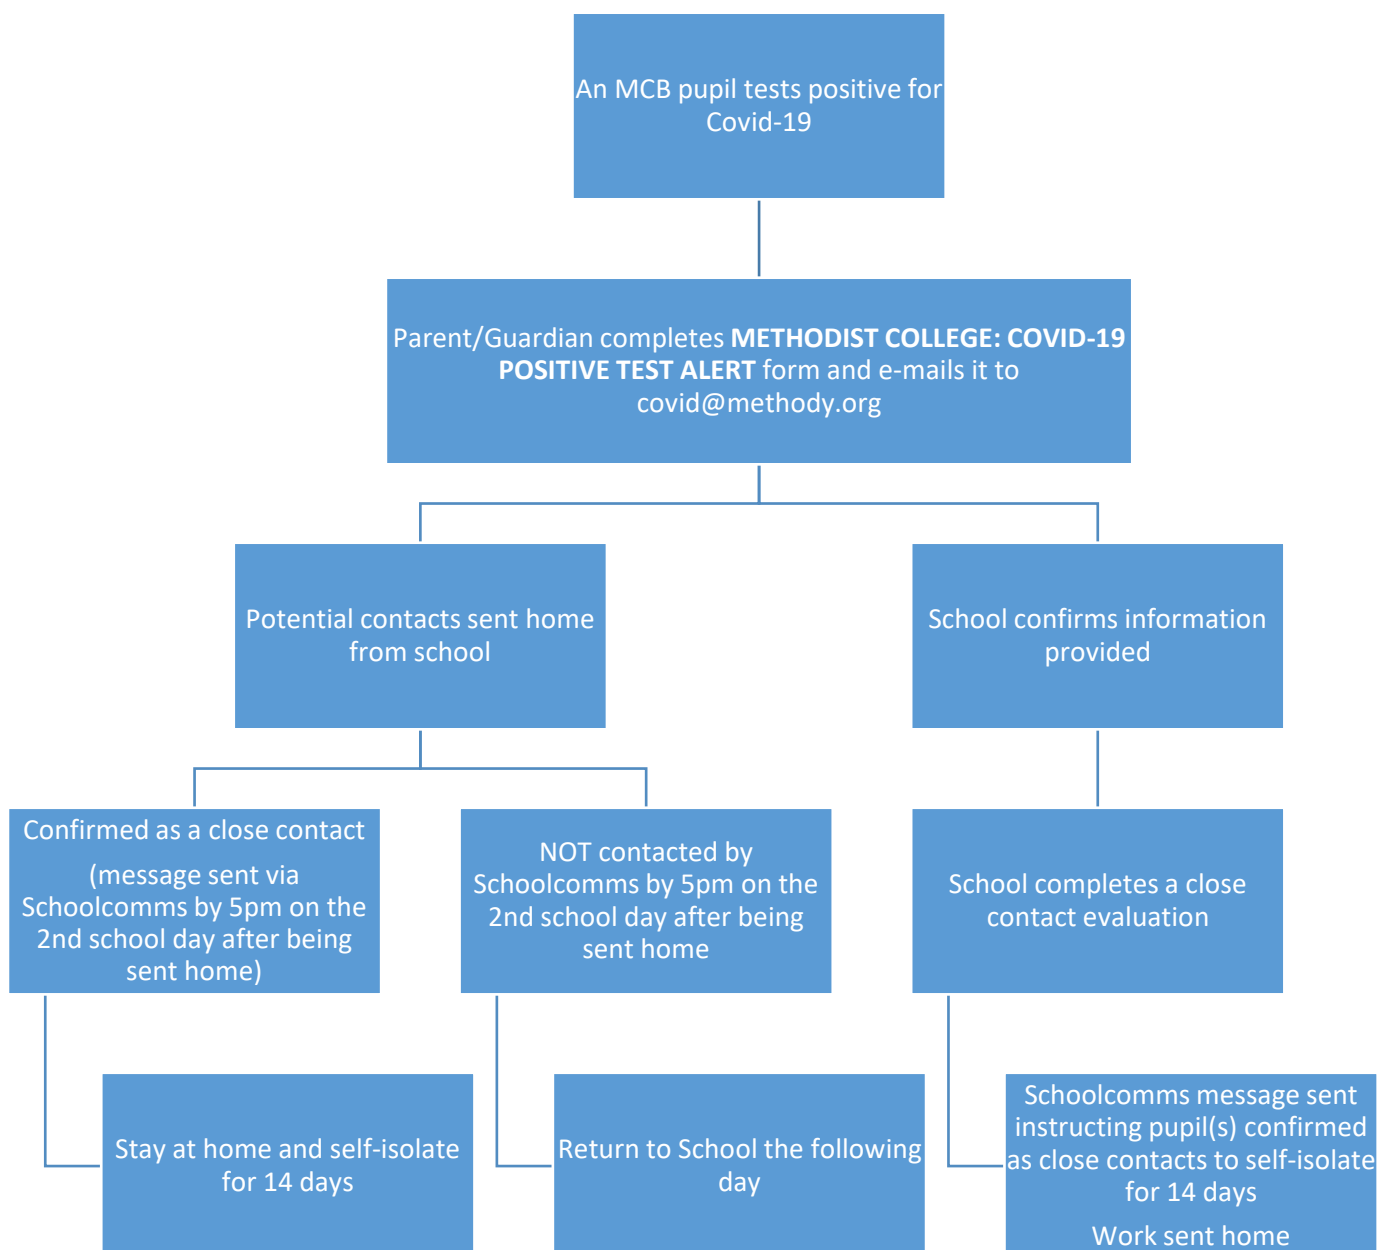 An MCB pupil tests positive for
Covid-19
Parent/Guardian completes METHODIST COLLEGE: COVID-19
POSITIVE TEST ALERT form and e-mails it to
covid@methody.org
Potential contacts sent home
from school
School confirms information
provided
Confirmed as a close contact
(message sent via
Schoolcomms by 5pm on the
2nd school day after being
sent home)
NOT contacted by
Schoolcomms by 5pm on the
2nd school day after being
sent home
School completes a close
contact evaluation
Stay at home and self-isolate
for 14 days
Return to School the following
day
Schoolcomms message sent
instructing pupil(s) confirmed
as close contacts to self-isolate
for 14 days
Work sent home